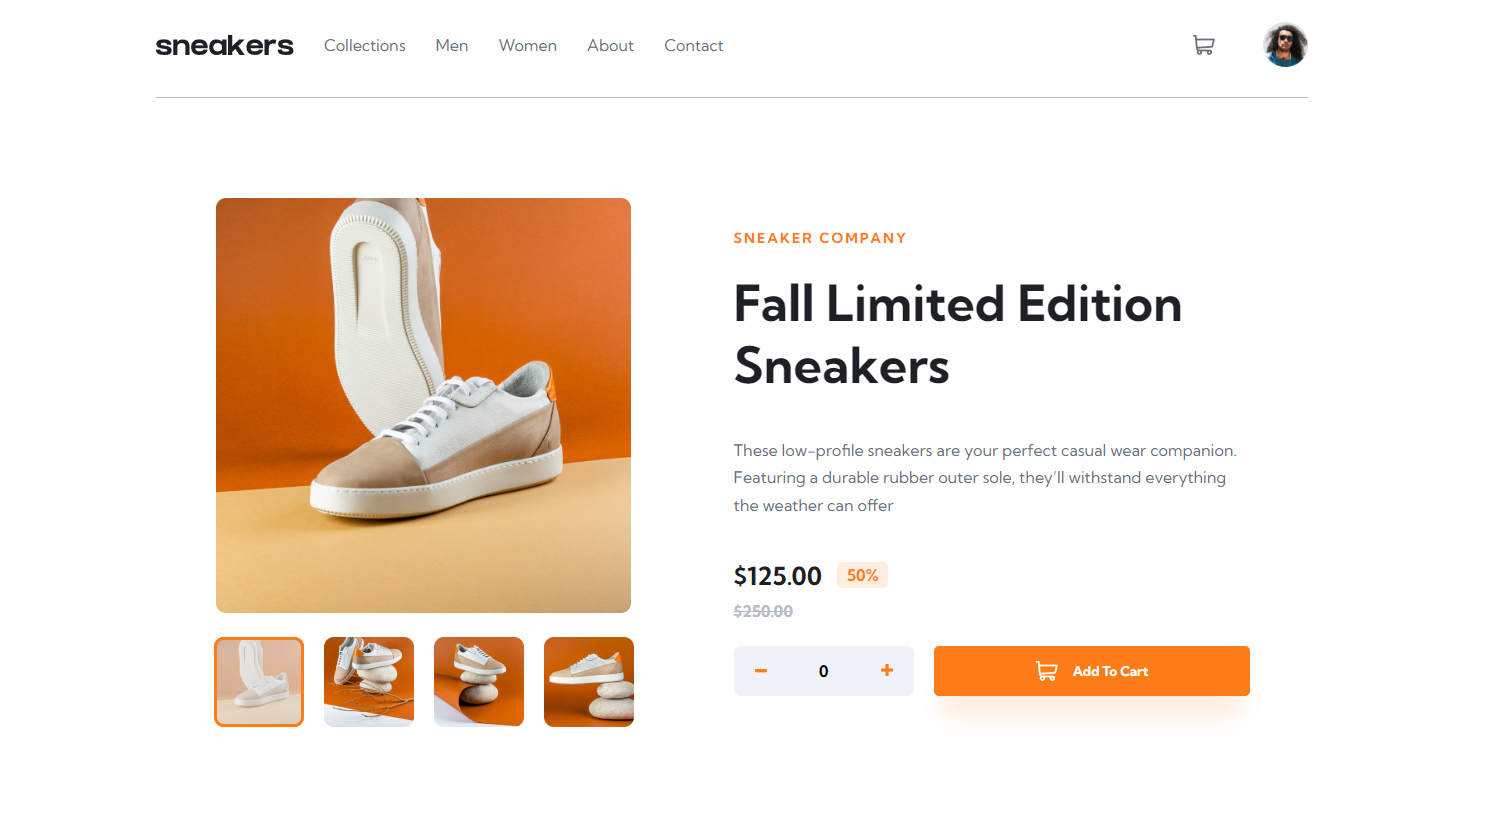 sneakers Collections Men Women About Contact
SNEAKER COMPANY
Fall Limited Edition
Sneakers
These low-profile sneakers are your perfect casual wear companion.
Featuring a durable rubber outer sole, they’ll withstand everything
the weather can offer
$125.00 50%
$250.00
0 Add To Cart